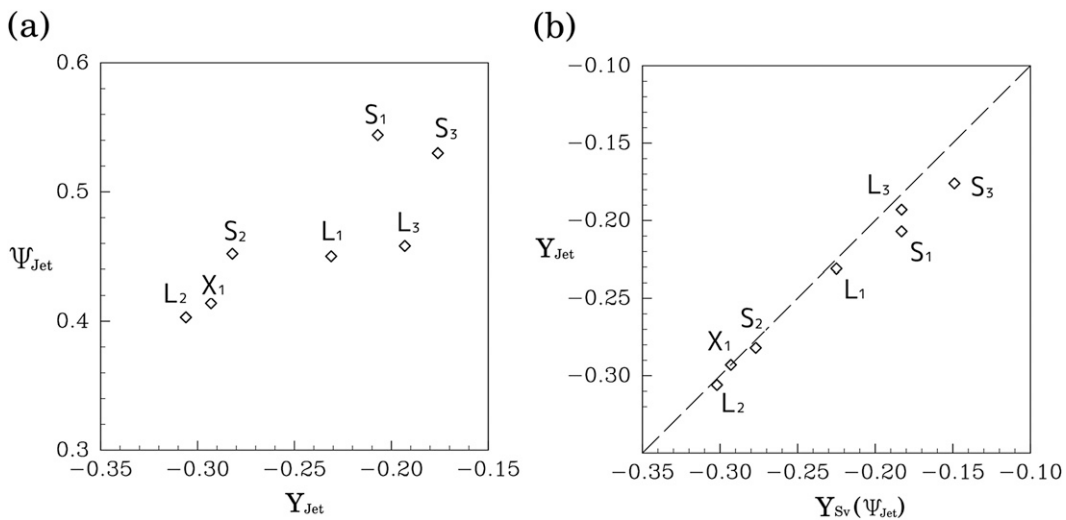 (a)
0.6
0.5
0.4
0.3
Ψ_Jet
−0.35 −0.30 −0.25 −0.20 −0.15
Y_Jet
S₁
S₃
S₂
L₁
L₃
L₂
X₁
(b)
−0.10
−0.15
−0.20
−0.25
−0.30
Y_Jet
−0.35 −0.30 −0.25 −0.20 −0.15 −0.10
Y_Sv(Ψ_Jet)
L₃
S₃
S₁
L₁
S₂
X₁
L₂